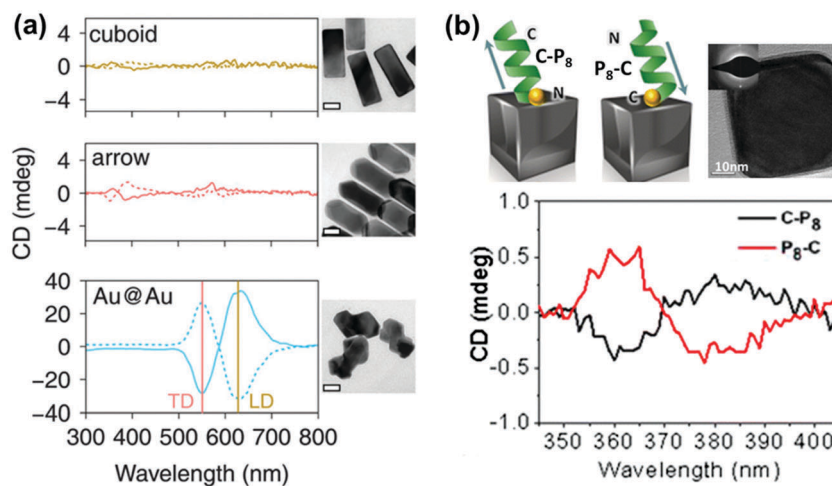 (a)
cuboid
4
0
-4
arrow
4
0
-4
CD (mdeg)
Au@Au
40
20
0
-20
-40
TD
LD
300 400 500 600 700 800
Wavelength (nm)
(b)
C
C-P8
N
N
P8-C
C
10nm
1.0
0.5
0.0
-0.5
-1.0
CD (mdeg)
C-P8
P8-C
350 360 370 380 390 400
Wavelength (nm)